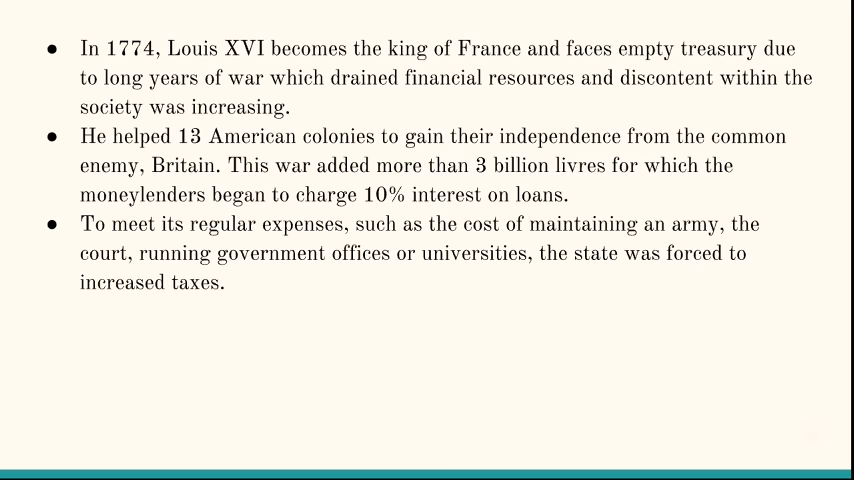 ● In 1774, Louis XVI becomes the king of France and faces empty treasury due
to long years of war which drained financial resources and discontent within the
society was increasing.
● He helped 13 American colonies to gain their independence from the common
enemy, Britain. This war added more than 3 billion livres for which the
moneylenders began to charge 10% interest on loans.
● To meet its regular expenses, such as the cost of maintaining an army, the
court, running government offices or universities, the state was forced to
increased taxes.